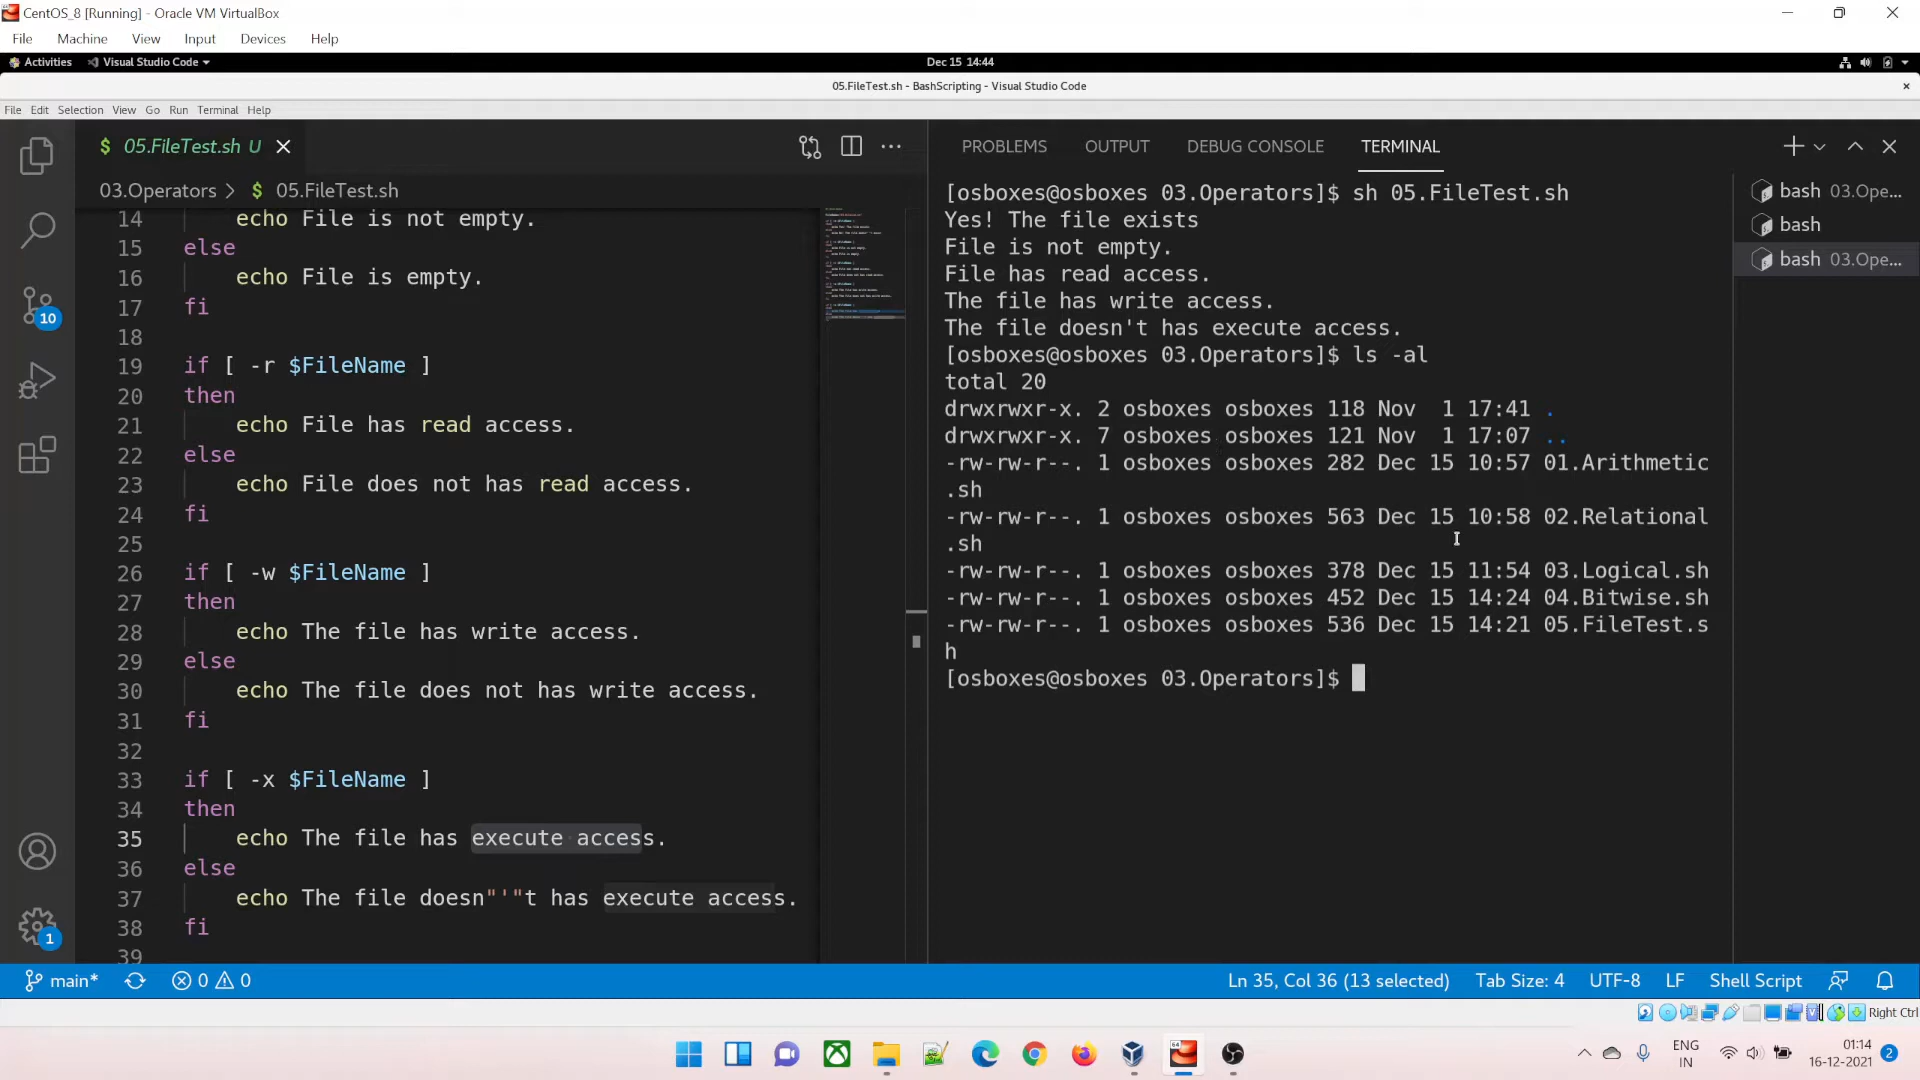 CentOS_8 [Running] - Oracle VM VirtualBox
File Machine View Input Devices Help
Activities Visual Studio Code Dec 15 14:44
05.FileTest.sh - BashScripting - Visual Studio Code
File Edit Selection View Go Run Terminal Help
$ 05.FileTest.sh U
03.Operators > $ 05.FileTest.sh
14 echo File is not empty.
15 else
16 echo File is empty.
17 fi
18
19 if [ -r $FileName ]
20 then
21 echo File has read access.
22 else
23 echo File does not has read access.
24 fi
25
26 if [ -w $FileName ]
27 then
28 echo The file has write access.
29 else
30 echo The file does not has write access.
31 fi
32
33 if [ -x $FileName ]
34 then
35 echo The file has execute access.
36 else
37 echo The file doesn"'"t has execute access.
38 fi
39
PROBLEMS OUTPUT DEBUG CONSOLE TERMINAL
[osboxes@osboxes 03.Operators]$ sh 05.FileTest.sh
Yes! The file exists
File is not empty.
File has read access.
The file has write access.
The file doesn't has execute access.
[osboxes@osboxes 03.Operators]$ ls -al
total 20
drwxrwxr-x. 2 osboxes osboxes 118 Nov  1 17:41 .
drwxrwxr-x. 7 osboxes osboxes 121 Nov  1 17:07 ..
-rw-rw-r--. 1 osboxes osboxes 282 Dec 15 10:57 01.Arithmetic
.sh
-rw-rw-r--. 1 osboxes osboxes 563 Dec 15 10:58 02.Relational
.sh
-rw-rw-r--. 1 osboxes osboxes 378 Dec 15 11:54 03.Logical.sh
-rw-rw-r--. 1 osboxes osboxes 452 Dec 15 14:24 04.Bitwise.sh
-rw-rw-r--. 1 osboxes osboxes 536 Dec 15 14:21 05.FileTest.s
h
[osboxes@osboxes 03.Operators]$
bash 03.Ope...
bash
bash 03.Ope...
10
1
main* 0 0 Ln 35, Col 36 (13 selected) Tab Size: 4 UTF-8 LF Shell Script
Right Ctrl
ENG
IN
01:14
16-12-2021
2